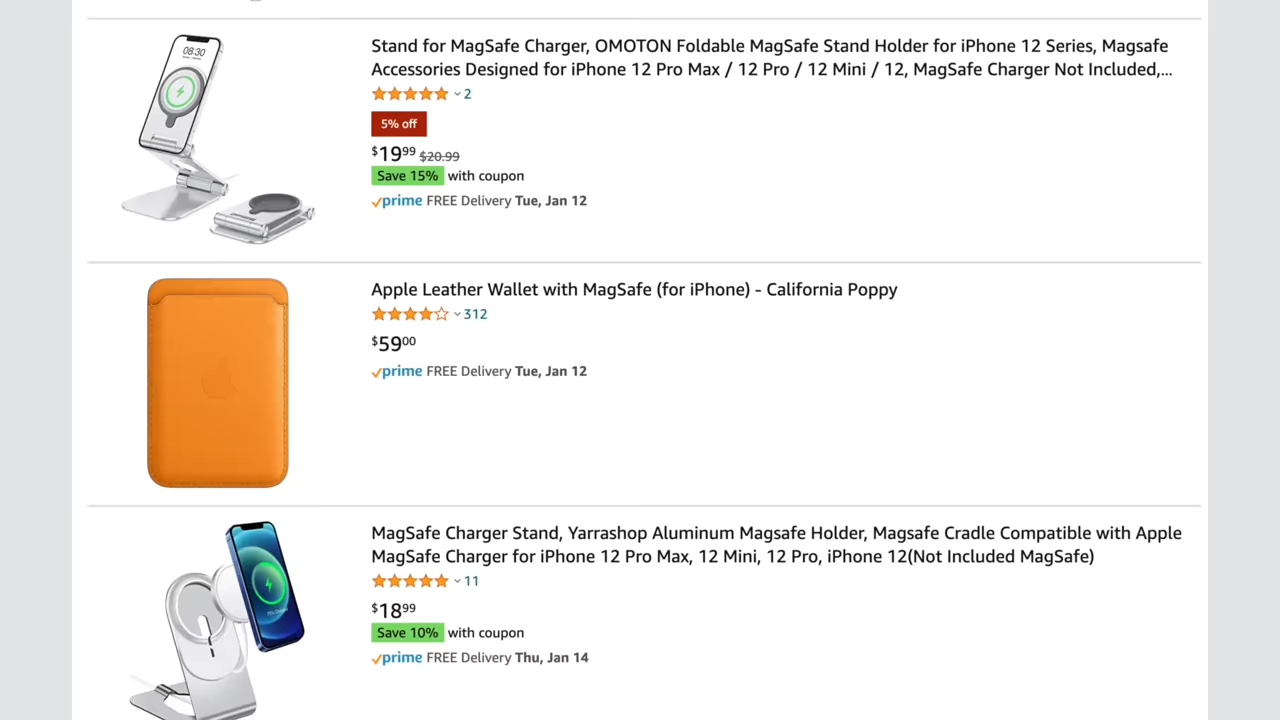 08:30
Stand for MagSafe Charger, OMOTON Foldable MagSafe Stand Holder for iPhone 12 Series, Magsafe
Accessories Designed for iPhone 12 Pro Max / 12 Pro / 12 Mini / 12, MagSafe Charger Not Included,...
2
5% off
$19.99 $20.99
Save 15% with coupon
prime FREE Delivery Tue, Jan 12
Apple Leather Wallet with MagSafe (for iPhone) - California Poppy
312
$59.00
prime FREE Delivery Tue, Jan 12
MagSafe Charger Stand, Yarrashop Aluminum Magsafe Holder, Magsafe Cradle Compatible with Apple
MagSafe Charger for iPhone 12 Pro Max, 12 Mini, 12 Pro, iPhone 12(Not Included MagSafe)
11
$18.99
Save 10% with coupon
prime FREE Delivery Thu, Jan 14